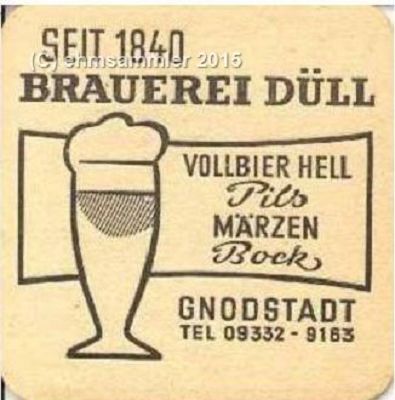 SEIT 1840
(C) ehmsammler 2015
BRAUEREI DÜLL
VOLLBIER HELL
Pils
MÄRZEN
Bock
GNODSTADT
TEL 09332 - 9163